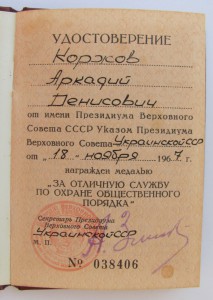 УДОСТОВЕРЕНИЕ
Коржов
Аркадий
Денисович
от имени Президиума Верховного
Совета СССР Указом Президиума
Верховного Совета Украинской ССР
от „18" ноября 1967 г.
награжден медалью
„ЗА ОТЛИЧНУЮ СЛУЖБУ
ПО ОХРАНЕ ОБЩЕСТВЕННОГО
ПОРЯДКА"
Секретарь Президиума
Верховного Совета
Украинской ССР
М. П.
№ 038406